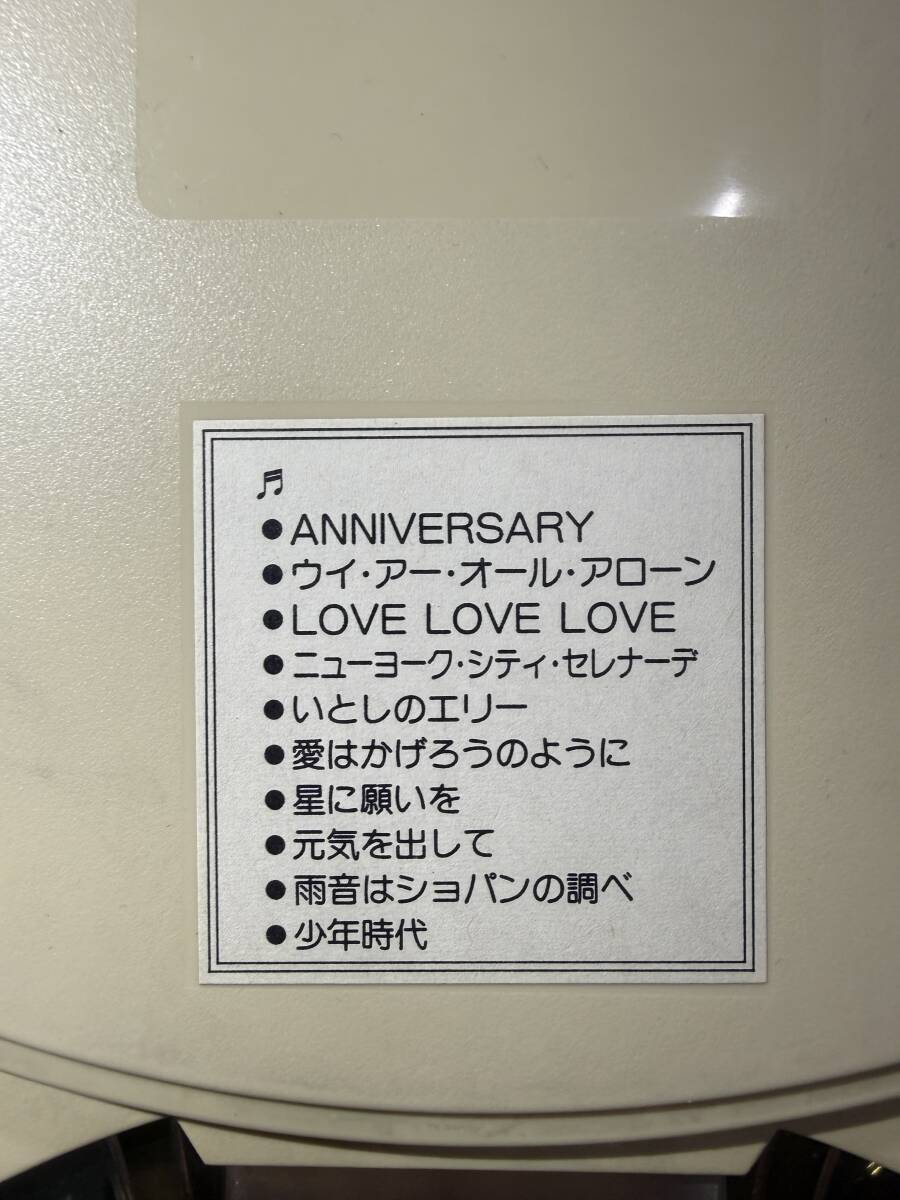 ♬
●ANNIVERSARY
●ウイ・アー・オール・アローン
●LOVE LOVE LOVE
●ニューヨーク・シティ・セレナーデ
●いとしのエリー
●愛はかげろうのように
●星に願いを
●元気を出して
●雨音はショパンの調べ
●少年時代